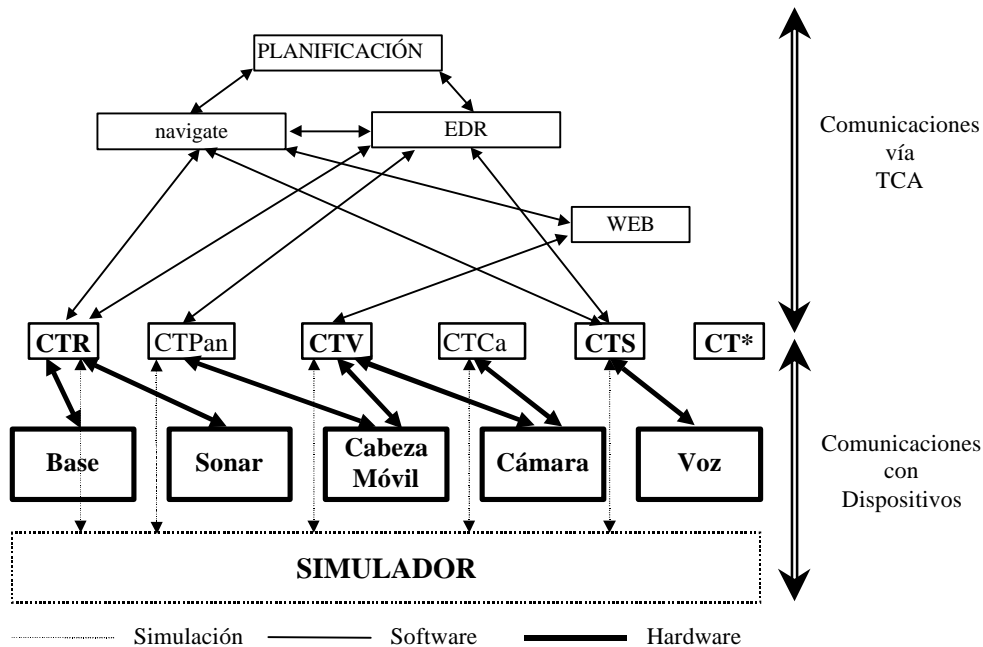 PLANIFICACIÓN
navigate
EDR
Comunicaciones
vía
TCA
WEB
CTR
CTPan
CTV
CTCa
CTS
CT*
Base
Sonar
Cabeza
Móvil
Cámara
Voz
Comunicaciones
con
Dispositivos
SIMULADOR
Simulación
Software
Hardware